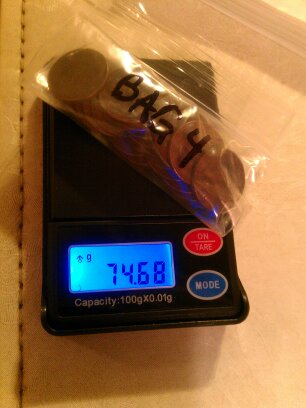 BAG 4
ON
TARE
g
74.68
MODE
Capacity:100gX0.01g